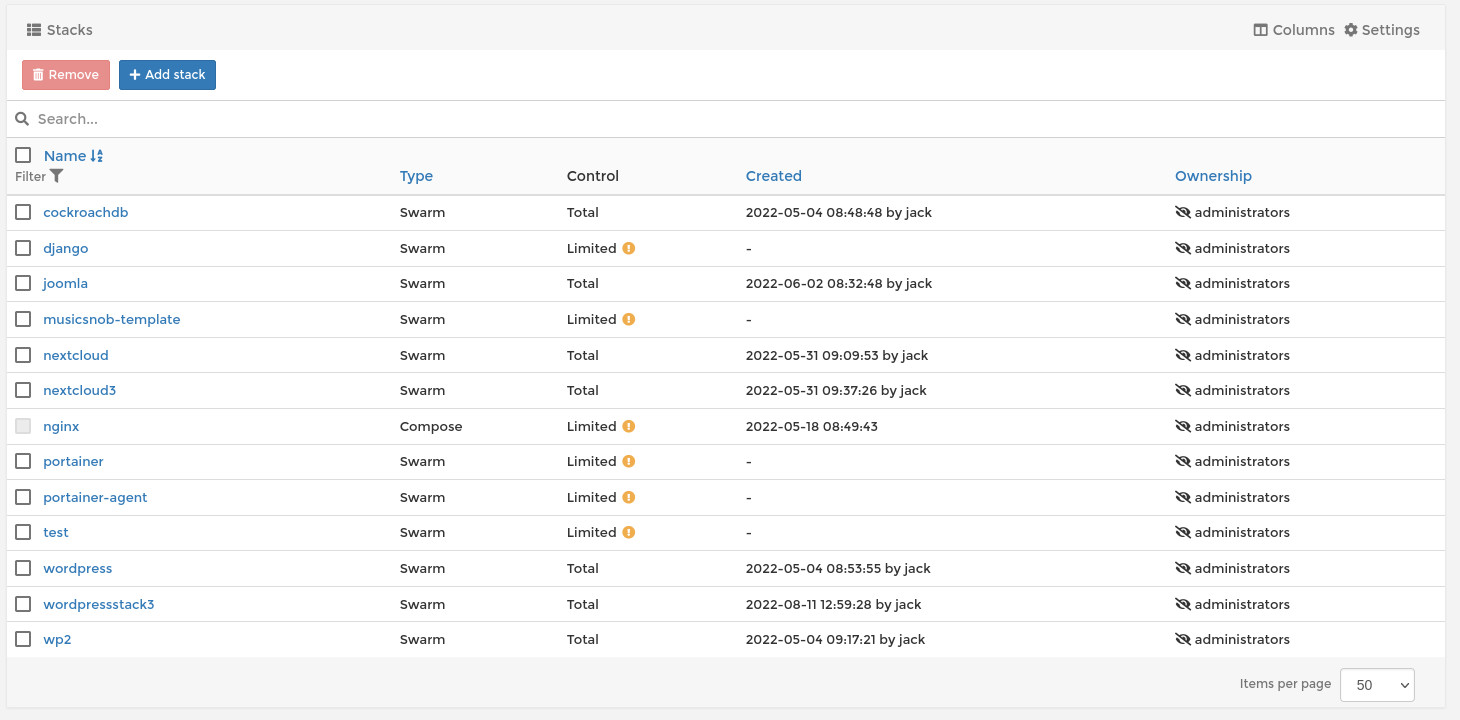 Stacks Columns Settings
Remove Add stack
Search...
Name
Filter Type Control Created Ownership
cockroachdb Swarm Total 2022-05-04 08:48:48 by jack administrators
django Swarm Limited - administrators
joomla Swarm Total 2022-06-02 08:32:48 by jack administrators
musicsnob-template Swarm Limited - administrators
nextcloud Swarm Total 2022-05-31 09:09:53 by jack administrators
nextcloud3 Swarm Total 2022-05-31 09:37:26 by jack administrators
nginx Compose Limited 2022-05-18 08:49:43 administrators
portainer Swarm Limited - administrators
portainer-agent Swarm Limited - administrators
test Swarm Limited - administrators
wordpress Swarm Total 2022-05-04 08:53:55 by jack administrators
wordpressstack3 Swarm Total 2022-08-11 12:59:28 by jack administrators
wp2 Swarm Total 2022-05-04 09:17:21 by jack administrators
Items per page 50